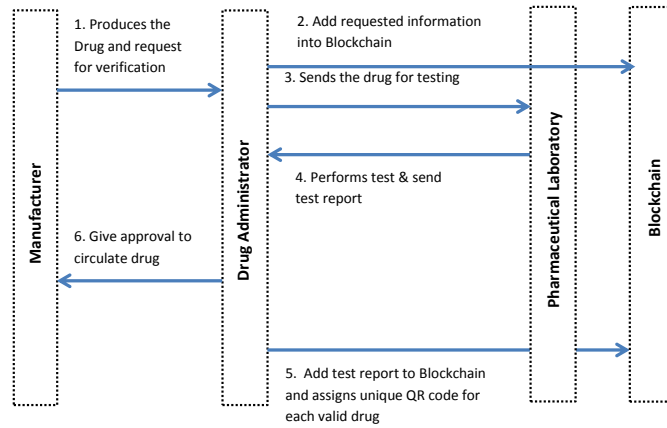 1. Produces the
Drug and request
for verification
2. Add requested information
into Blockchain
3. Sends the drug for testing
4. Performs test & send
test report
6. Give approval to
circulate drug
5. Add test report to Blockchain
and assigns unique QR code for
each valid drug
Manufacturer
Drug Administrator
Pharmaceutical Laboratory
Blockchain